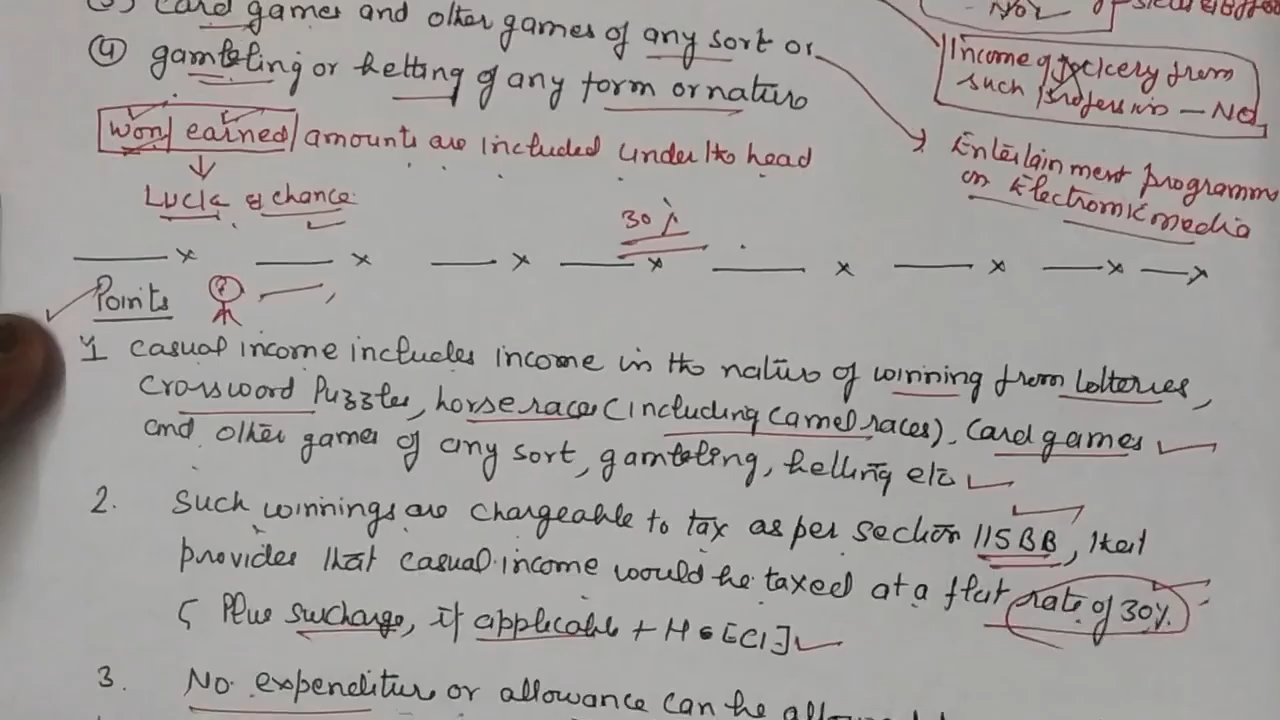 Card games and other games of any sort or
④ gambling or betting of any form or nature
won/ earned/ amounts are included under the head
Luck & chance
30%
Nor
Income of Jockery from
such Profession - Not
Entertainment programme
on Electronic media
Points
1 casual income includes income in the nature of winning from lotteries,
crossword Puzzles, horse races (including camel races), Card games
and other games of any sort, gambling, betting etc
2. Such winnings are chargeable to tax as per section 115BB, that
provides that casual income would be taxed at a flat rate of 30%.
Plus surcharge, if applicable + H & EC
3. No expenditure or allowance can be